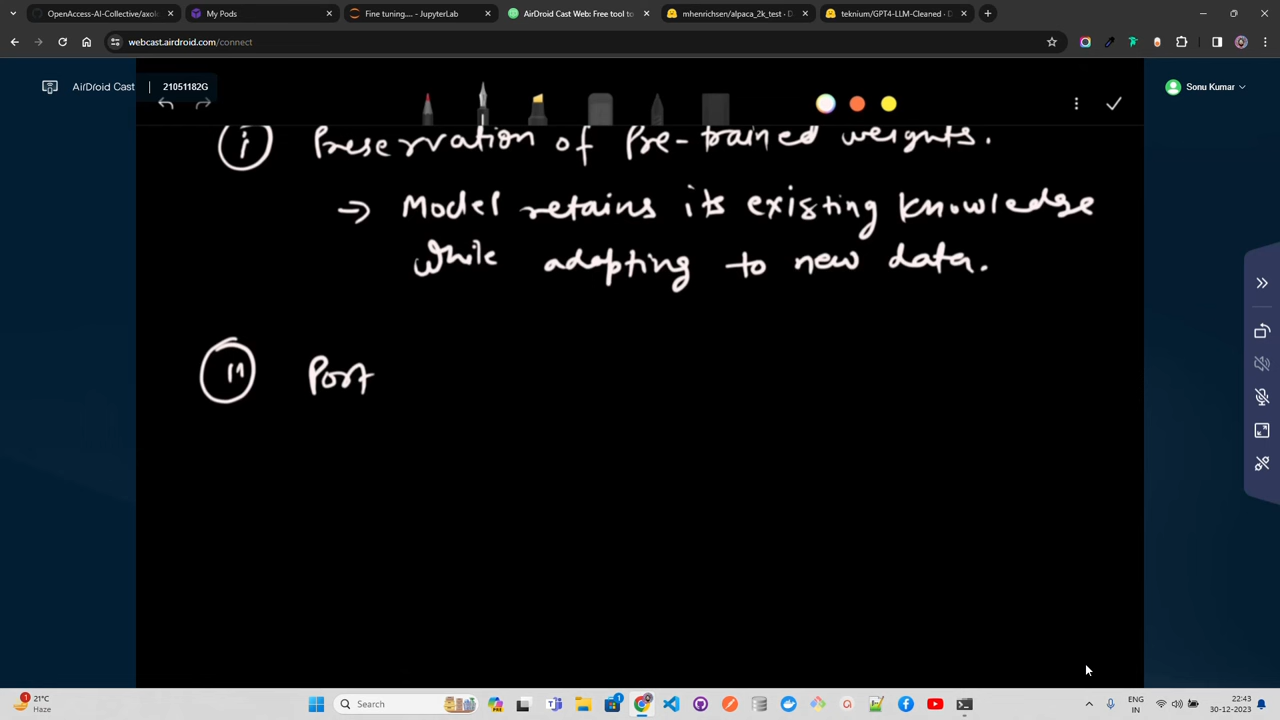 OpenAccess-AI-Collective/axol
My Pods
Fine tuning.... - JupyterLab
AirDroid Cast Web: Free tool to
mhenrichsen/alpaca_2k_test · D
teknium/GPT4-LLM-Cleaned · D
webcast.airdroid.com/connect
AirDroid Cast
21051182G
Sonu Kumar
i Preservation of Pre-trained weights.
→ Model retains its existing knowledge
while adapting to new data.
ii Port
1
21°C
Haze
Search
ENG
IN
22:43
30-12-2023